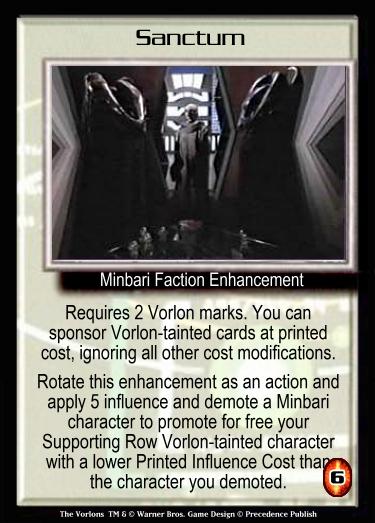 Sanctum
Minbari Faction Enhancement
Requires 2 Vorlon marks. You can
sponsor Vorlon-tainted cards at printed
cost, ignoring all other cost modifications.
Rotate this enhancement as an action and
apply 5 influence and demote a Minbari
character to promote for free your
Supporting Row Vorlon-tainted character
with a lower Printed Influence Cost than
the character you demoted.
6
The Vorlons TM & © Warner Bros. Game Design © Precedence Publish